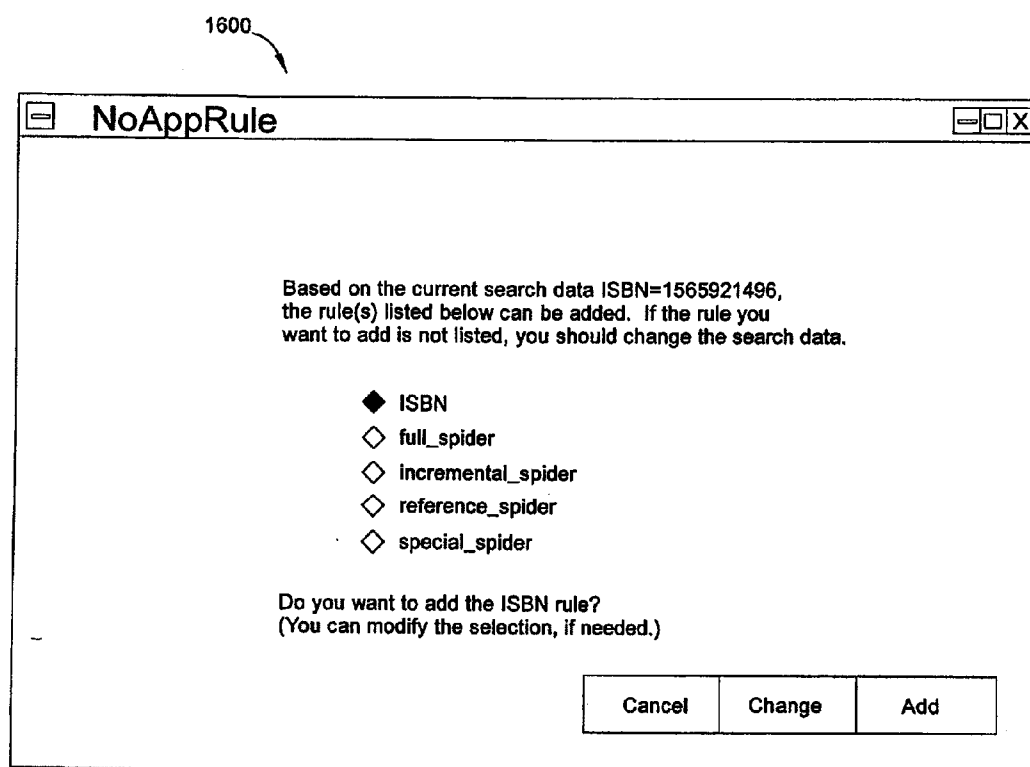 1600
NoAppRule
X
Based on the current search data ISBN=1565921496,
the rule(s) listed below can be added. If the rule you
want to add is not listed, you should change the search data.
ISBN
full_spider
incremental_spider
reference_spider
special_spider
Do you want to add the ISBN rule?
(You can modify the selection, if needed.)
Cancel Change Add